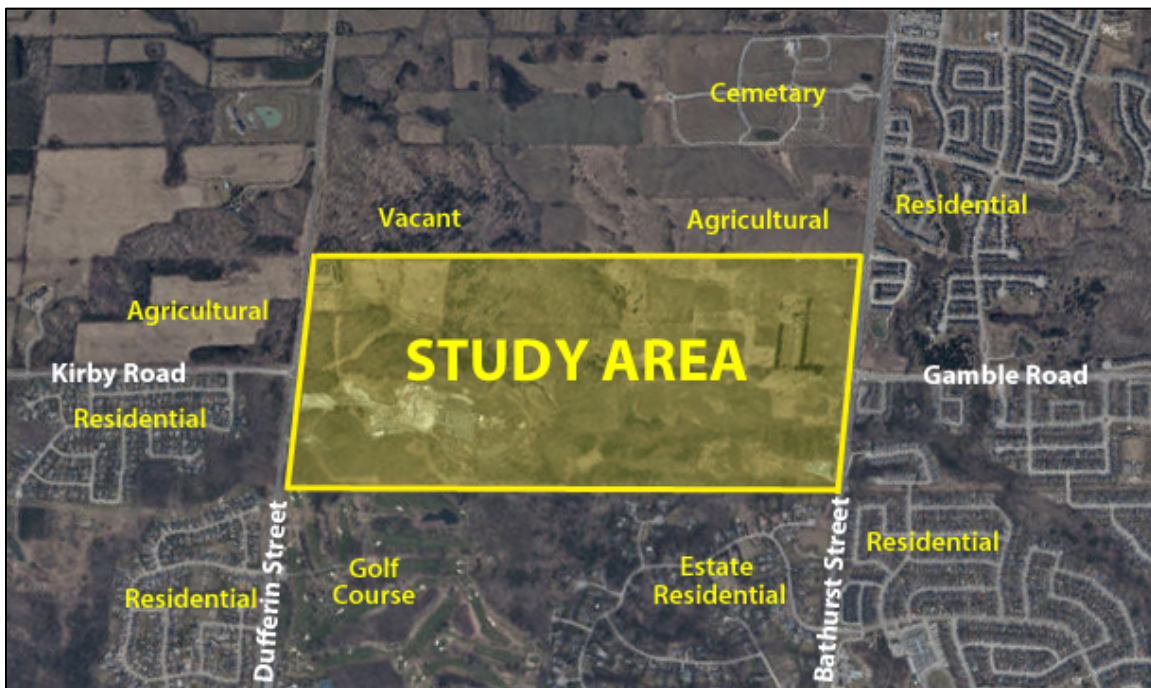 Cemetary
Vacant
Agricultural
Residential
Agricultural
STUDY AREA
Kirby Road
Gamble Road
Residential
Dufferin Street
Bathurst Street
Residential
Golf
Course
Estate
Residential
Residential